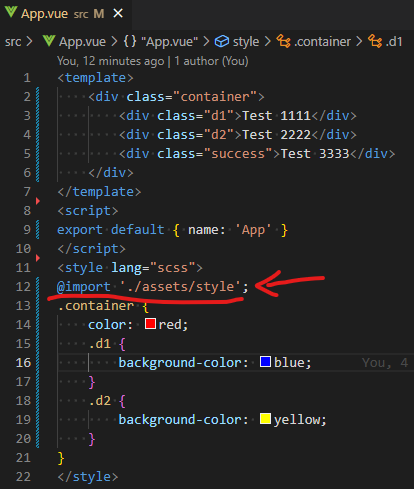 App.vue M ×
src > App.vue > {} "App.vue" > style > .container > .d1
You, 12 minutes ago | 1 author (You)
1 <template>
2 <div class="container">
3 <div class="d1">Test 1111</div>
4 <div class="d2">Test 2222</div>
5 <div class="success">Test 3333</div>
6 </div>
7 </template>
8 <script>
9 export default { name: 'App' }
10 </script>
11 <style lang="scss">
12 @import './assets/style';
13 .container {
14 color: red;
15 .d1 {
16 background-color: blue; You, 4
17 }
18 .d2 {
19 background-color: yellow;
20 }
21 }
22 </style>